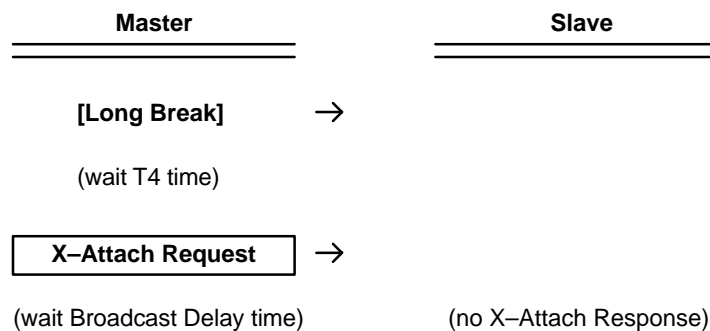 Master Slave
[Long Break] →
(wait T4 time)
X–Attach Request →
(wait Broadcast Delay time) (no X–Attach Response)